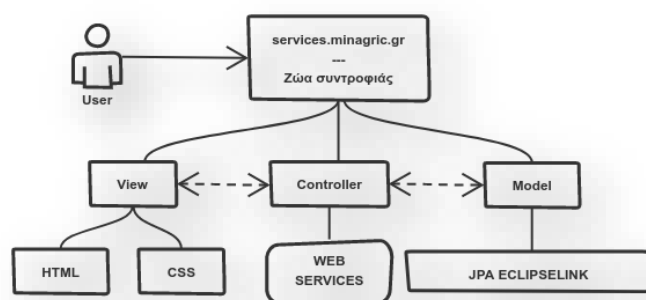 services.minagric.gr
---
Ζώα συντροφιάς
User
View
Controller
Model
HTML
CSS
WEB
SERVICES
JPA ECLIPSELINK